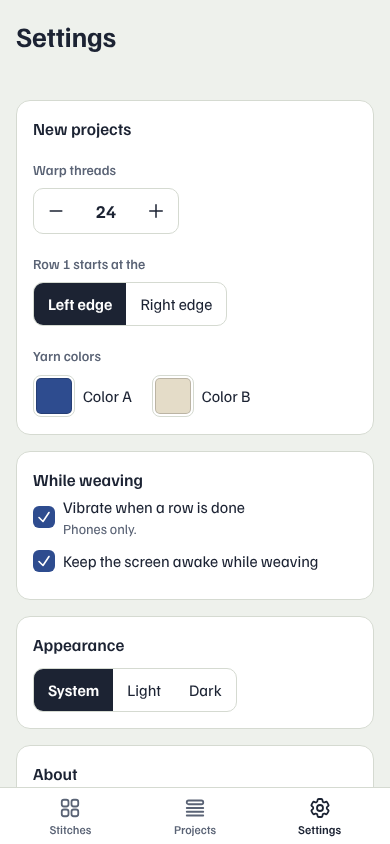 Settings
New projects
Warp threads
24
Row 1 starts at the
Left edge Right edge
Yarn colors
Color A Color B
While weaving
Vibrate when a row is done
Phones only.
Keep the screen awake while weaving
Appearance
System Light Dark
About
Stitches Projects Settings